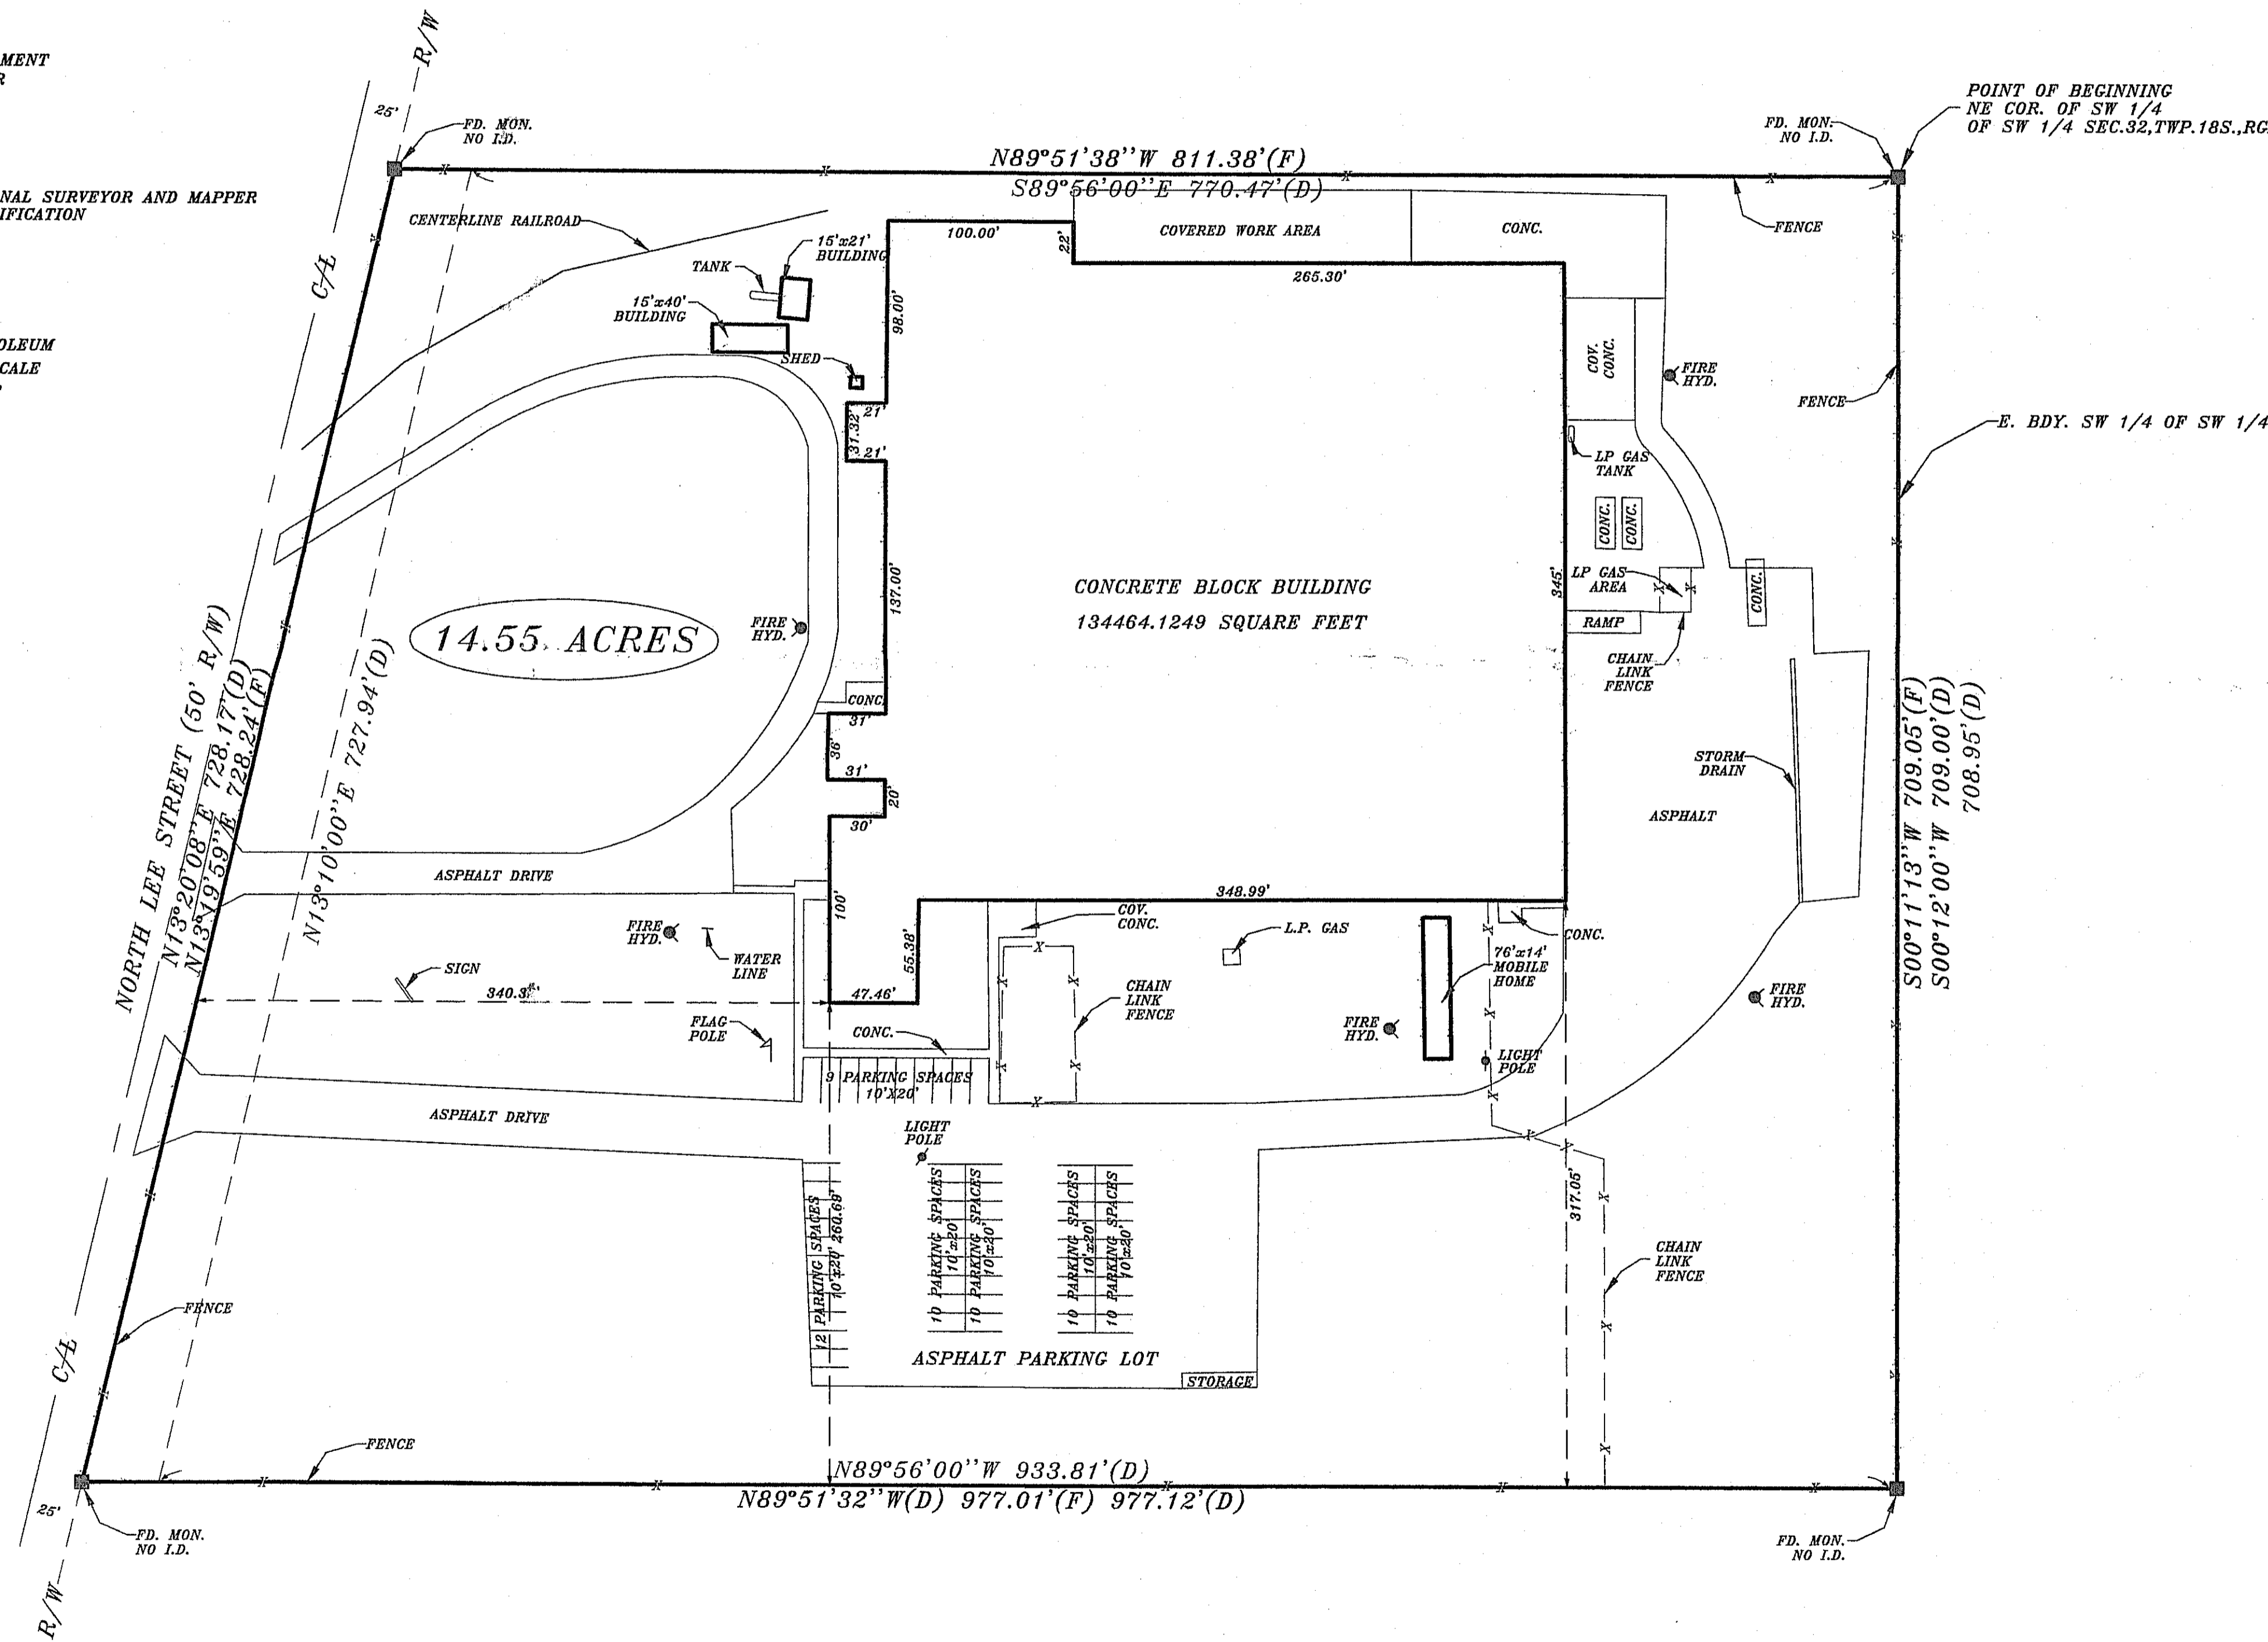 MENT
R
NAL SURVEYOR AND MAPPER
IFICATION
OLEUM
CALE
R/W
25'
FD. MON.
NO I.D.
N89°51'38"W 811.38'(F)
S89°56'00"E 770.47'(D)
FD. MON.
NO I.D.
POINT OF BEGINNING
NE COR. OF SW 1/4
OF SW 1/4 SEC.32,TWP.18S.,RG
CENTERLINE RAILROAD
C/L
TANK
15'x21'
BUILDING
15'x40'
BUILDING
SHED
100.00'
22'
COVERED WORK AREA
CONC.
265.30'
FENCE
98.00'
21'
31.32'
21'
COV.
CONC.
FIRE
HYD.
FENCE
E. BDY. SW 1/4 OF SW 1/4
LP GAS
TANK
CONC.
CONC.
137.00'
CONCRETE BLOCK BUILDING
134464.1249 SQUARE FEET
345'
LP GAS
AREA
CONC.
RAMP
CHAIN
LINK
FENCE
14.55 ACRES
FIRE
HYD.
NORTH LEE STREET (50' R/W)
N13°20'08"E 728.17'(D)
N13°19'59"E 728.24'(F)
N13°10'00"E 727.94'(D)
S00°11'13"W 709.05'(F)
S00°12'00"W 709.00'(D)
708.95'(D)
CONC.
31'
36'
31'
20'
30'
STORM
DRAIN
ASPHALT
ASPHALT DRIVE
100'
348.99'
55.38'
47.46'
COV.
CONC.
L.P. GAS
CONC.
76'x14'
MOBILE
HOME
FIRE
HYD.
WATER
LINE
SIGN
340.3
FLAG
POLE
CONC.
CHAIN
LINK
FENCE
FIRE
HYD.
FIRE
HYD.
LIGHT
POLE
9 PARKING SPACES
10'X20'
ASPHALT DRIVE
LIGHT
POLE
12 PARKING SPACES
10'x20'
260.69'
10 PARKING SPACES
10'x20'
10 PARKING SPACES
10'x20'
10 PARKING SPACES
10'x20'
10 PARKING SPACES
10'x20'
317.05'
CHAIN
LINK
FENCE
ASPHALT PARKING LOT
STORAGE
FENCE
C/L
FENCE
N89°56'00"W 933.81'(D)
N89°51'32"W(D) 977.01'(F) 977.12'(D)
25'
FD. MON.
NO I.D.
FD. MON.
NO I.D.
R/W